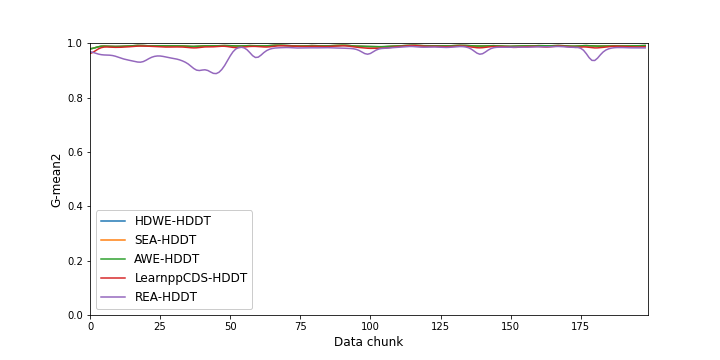 1.0
0.8
0.6
0.4
0.2
0.0
G-mean2
HDWE-HDDT
SEA-HDDT
AWE-HDDT
LearnppCDS-HDDT
REA-HDDT
0 25 50 75 100 125 150 175
Data chunk